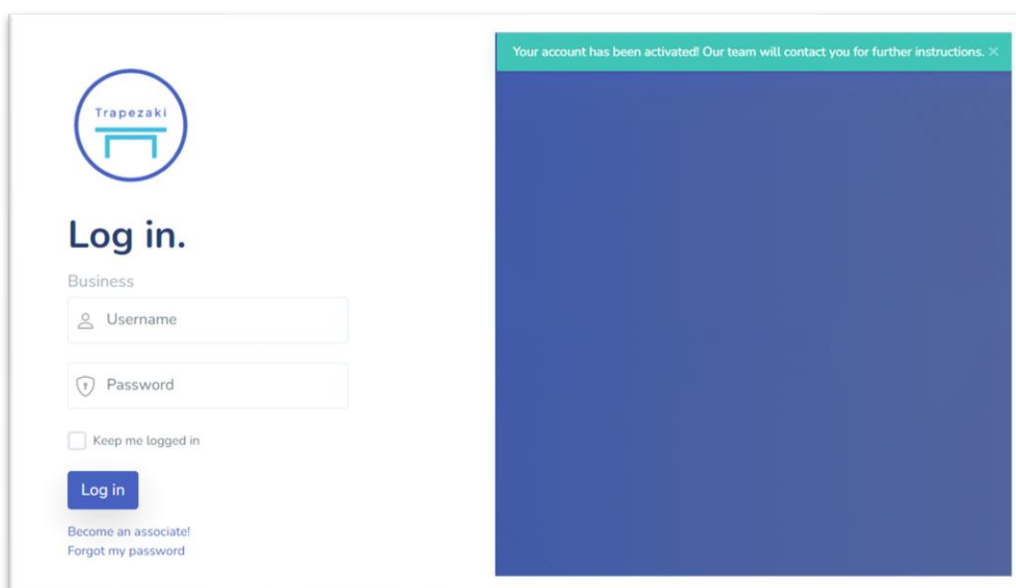 Your account has been activated! Our team will contact you for further instructions. ×
Trapezaki
Log in.
Business
Username
Password
Keep me logged in
Log in
Become an associate!
Forgot my password